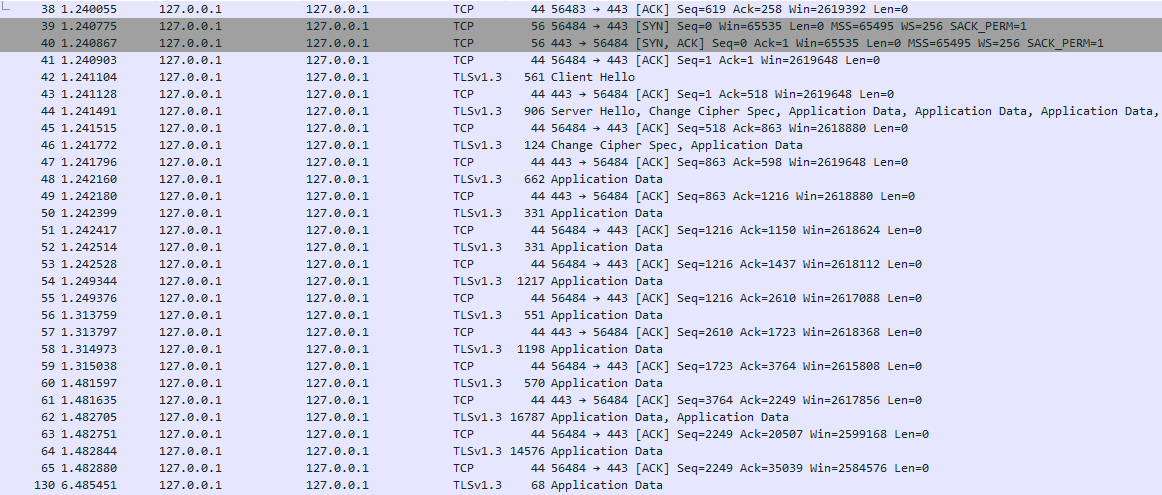 38 1.240055 127.0.0.1 127.0.0.1 TCP 44 56483 → 443 [ACK] Seq=619 Ack=258 Win=2619392 Len=0
39 1.240775 127.0.0.1 127.0.0.1 TCP 56 56484 → 443 [SYN] Seq=0 Win=65535 Len=0 MSS=65495 WS=256 SACK_PERM=1
40 1.240867 127.0.0.1 127.0.0.1 TCP 56 443 → 56484 [SYN, ACK] Seq=0 Ack=1 Win=65535 Len=0 MSS=65495 WS=256 SACK_PERM=1
41 1.240903 127.0.0.1 127.0.0.1 TCP 44 56484 → 443 [ACK] Seq=1 Ack=1 Win=2619648 Len=0
42 1.241104 127.0.0.1 127.0.0.1 TLSv1.3 561 Client Hello
43 1.241128 127.0.0.1 127.0.0.1 TCP 44 443 → 56484 [ACK] Seq=1 Ack=518 Win=2619648 Len=0
44 1.241491 127.0.0.1 127.0.0.1 TLSv1.3 906 Server Hello, Change Cipher Spec, Application Data, Application Data, Application Data,
45 1.241515 127.0.0.1 127.0.0.1 TCP 44 56484 → 443 [ACK] Seq=518 Ack=863 Win=2618880 Len=0
46 1.241772 127.0.0.1 127.0.0.1 TLSv1.3 124 Change Cipher Spec, Application Data
47 1.241796 127.0.0.1 127.0.0.1 TCP 44 443 → 56484 [ACK] Seq=863 Ack=598 Win=2619648 Len=0
48 1.242160 127.0.0.1 127.0.0.1 TLSv1.3 662 Application Data
49 1.242180 127.0.0.1 127.0.0.1 TCP 44 443 → 56484 [ACK] Seq=863 Ack=1216 Win=2618880 Len=0
50 1.242399 127.0.0.1 127.0.0.1 TLSv1.3 331 Application Data
51 1.242417 127.0.0.1 127.0.0.1 TCP 44 56484 → 443 [ACK] Seq=1216 Ack=1150 Win=2618624 Len=0
52 1.242514 127.0.0.1 127.0.0.1 TLSv1.3 331 Application Data
53 1.242528 127.0.0.1 127.0.0.1 TCP 44 56484 → 443 [ACK] Seq=1216 Ack=1437 Win=2618112 Len=0
54 1.249344 127.0.0.1 127.0.0.1 TLSv1.3 1217 Application Data
55 1.249376 127.0.0.1 127.0.0.1 TCP 44 56484 → 443 [ACK] Seq=1216 Ack=2610 Win=2617088 Len=0
56 1.313759 127.0.0.1 127.0.0.1 TLSv1.3 551 Application Data
57 1.313797 127.0.0.1 127.0.0.1 TCP 44 443 → 56484 [ACK] Seq=2610 Ack=1723 Win=2618368 Len=0
58 1.314973 127.0.0.1 127.0.0.1 TLSv1.3 1198 Application Data
59 1.315038 127.0.0.1 127.0.0.1 TCP 44 56484 → 443 [ACK] Seq=1723 Ack=3764 Win=2615808 Len=0
60 1.481597 127.0.0.1 127.0.0.1 TLSv1.3 570 Application Data
61 1.481635 127.0.0.1 127.0.0.1 TCP 44 443 → 56484 [ACK] Seq=3764 Ack=2249 Win=2617856 Len=0
62 1.482705 127.0.0.1 127.0.0.1 TLSv1.3 16787 Application Data, Application Data
63 1.482751 127.0.0.1 127.0.0.1 TCP 44 56484 → 443 [ACK] Seq=2249 Ack=20507 Win=2599168 Len=0
64 1.482844 127.0.0.1 127.0.0.1 TLSv1.3 14576 Application Data
65 1.482880 127.0.0.1 127.0.0.1 TCP 44 56484 → 443 [ACK] Seq=2249 Ack=35039 Win=2584576 Len=0
130 6.485451 127.0.0.1 127.0.0.1 TLSv1.3 68 Application Data